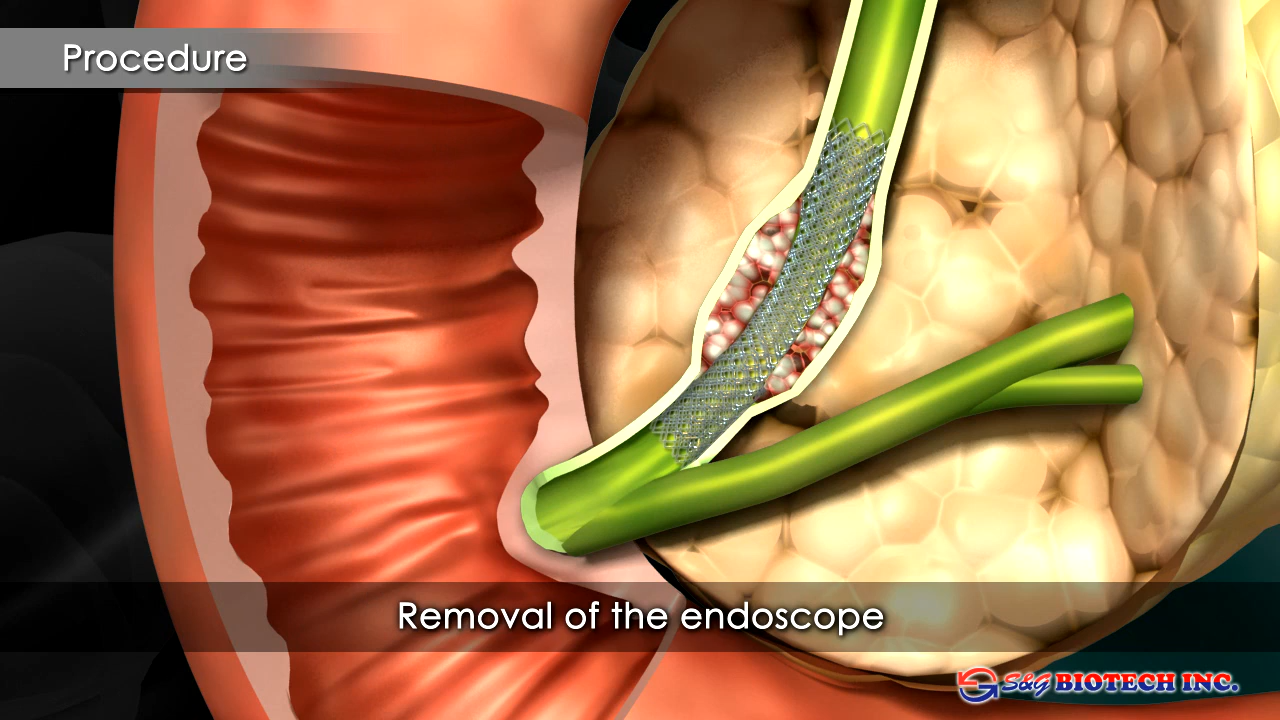 Procedure
Removal of the endoscope
S&G BIOTECH INC.